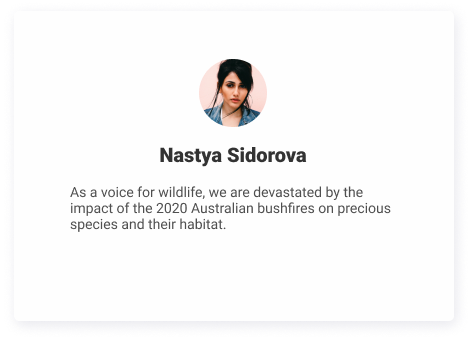 Nastya Sidorova
As a voice for wildlife, we are devastated by the
impact of the 2020 Australian bushfires on precious
species and their habitat.